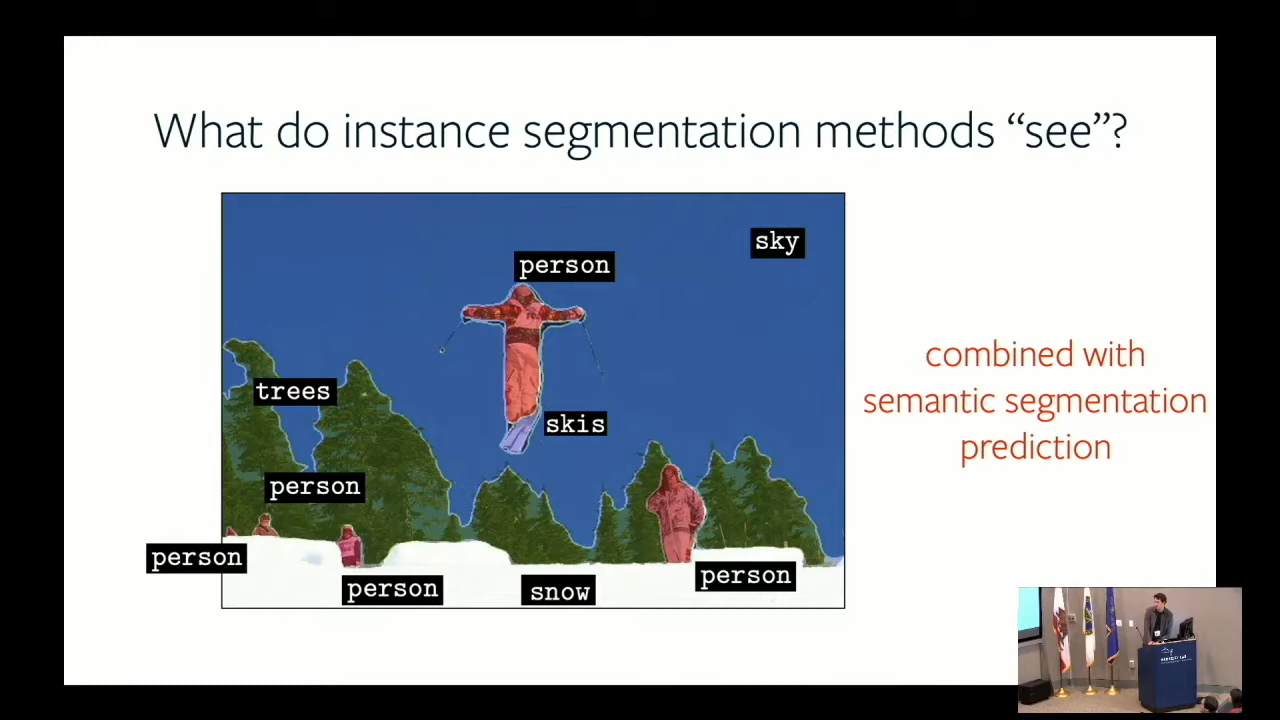 What do instance segmentation methods “see”?
sky
person
trees
skis
person
person
person
snow
person
combined with
semantic segmentation
prediction